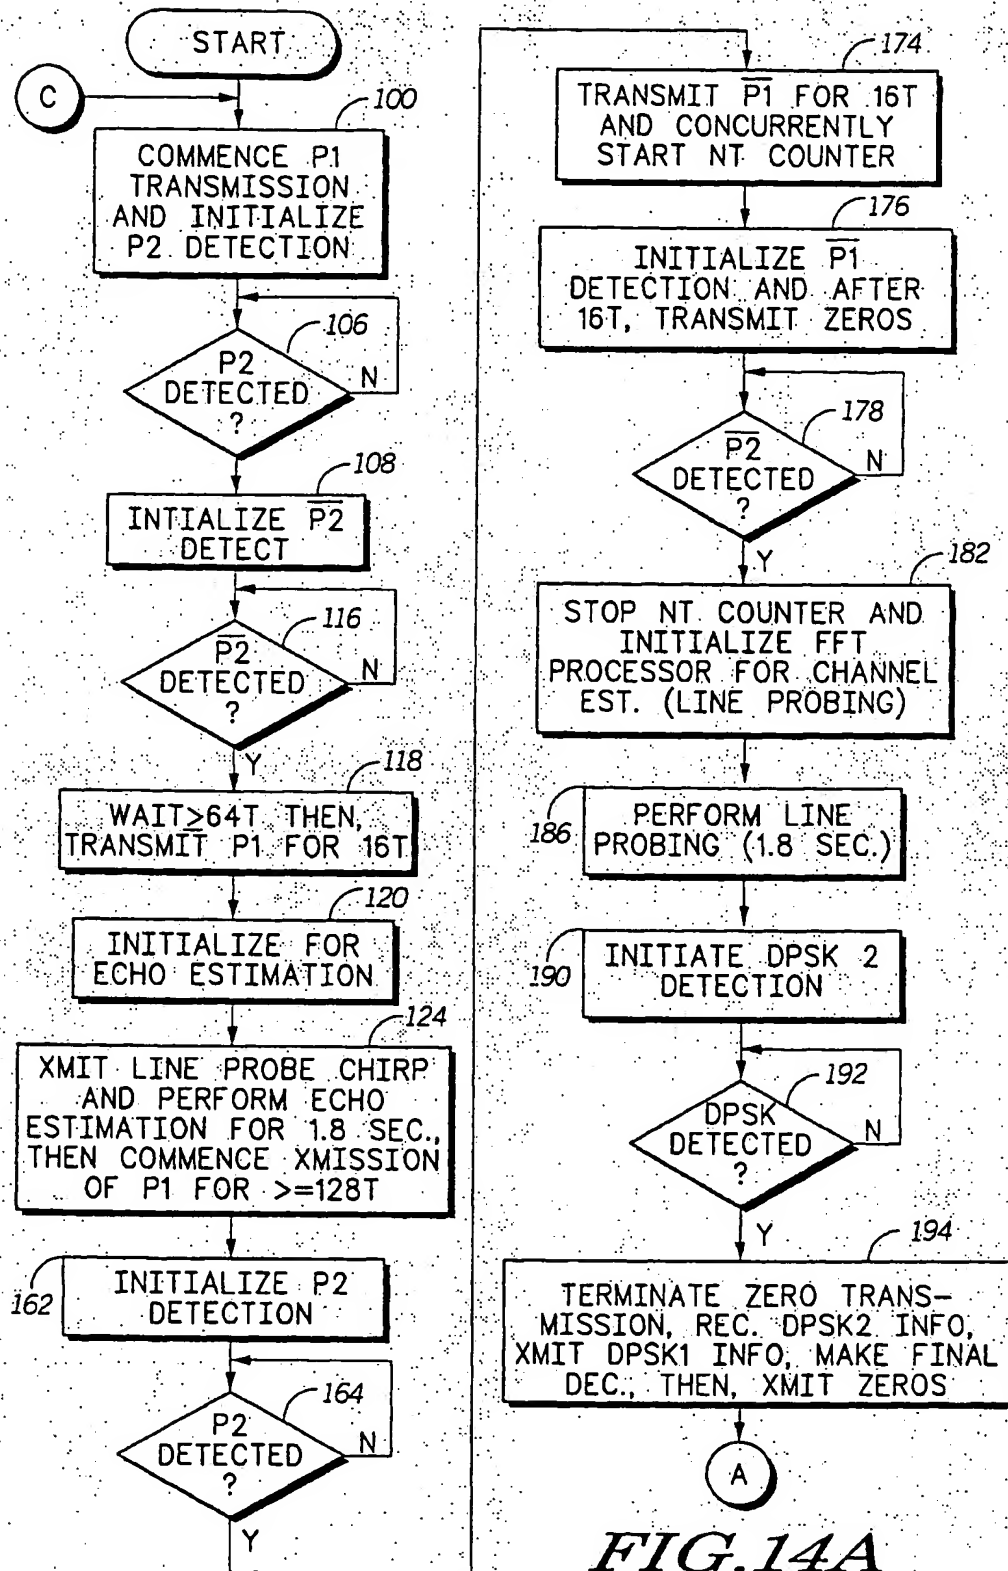 START
C
100
COMMENCE P1
TRANSMISSION
AND INITIALIZE
P2 DETECTION
106
P2
DETECTED
?
N
108
INTIALIZE P̅2̅
DETECT
116
P̅2̅
DETECTED
?
N
Y
118
WAIT≥64T THEN,
TRANSMIT P̅1̅ FOR 16T
120
INITIALIZE FOR
ECHO ESTIMATION
124
XMIT LINE PROBE CHIRP
AND PERFORM ECHO
ESTIMATION FOR 1.8 SEC.,
THEN COMMENCE XMISSION
OF P1 FOR >=128T
162
INITIALIZE P2
DETECTION
164
P2
DETECTED
?
N
Y
174
TRANSMIT P̅1̅ FOR 16T
AND CONCURRENTLY
START NT COUNTER
176
INITIALIZE P̅1̅
DETECTION AND AFTER
16T, TRANSMIT ZEROS
178
P̅2̅
DETECTED
?
N
Y
182
STOP NT COUNTER AND
INITIALIZE FFT
PROCESSOR FOR CHANNEL
EST. (LINE PROBING)
186
PERFORM LINE
PROBING (1.8 SEC.)
190
INITIATE DPSK 2
DETECTION
192
DPSK
DETECTED
?
N
Y
194
TERMINATE ZERO TRANS-
MISSION, REC. DPSK2 INFO,
XMIT DPSK1 INFO, MAKE FINAL
DEC., THEN, XMIT ZEROS
A
FIG.14A